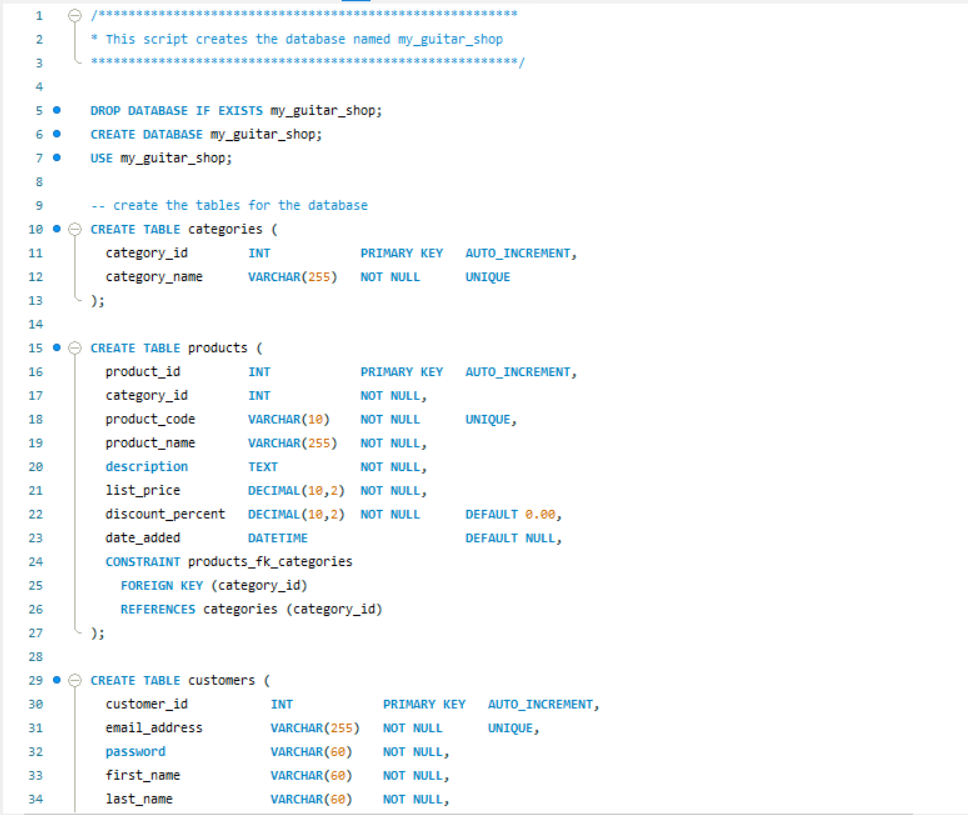 1 /********************************************************
2 * This script creates the database named my_guitar_shop
3 *********************************************************/
4
5 DROP DATABASE IF EXISTS my_guitar_shop;
6 CREATE DATABASE my_guitar_shop;
7 USE my_guitar_shop;
8
9 -- create the tables for the database
10 CREATE TABLE categories (
11 category_id INT PRIMARY KEY AUTO_INCREMENT,
12 category_name VARCHAR(255) NOT NULL UNIQUE
13 );
14
15 CREATE TABLE products (
16 product_id INT PRIMARY KEY AUTO_INCREMENT,
17 category_id INT NOT NULL,
18 product_code VARCHAR(10) NOT NULL UNIQUE,
19 product_name VARCHAR(255) NOT NULL,
20 description TEXT NOT NULL,
21 list_price DECIMAL(10,2) NOT NULL,
22 discount_percent DECIMAL(10,2) NOT NULL DEFAULT 0.00,
23 date_added DATETIME DEFAULT NULL,
24 CONSTRAINT products_fk_categories
25 FOREIGN KEY (category_id)
26 REFERENCES categories (category_id)
27 );
28
29 CREATE TABLE customers (
30 customer_id INT PRIMARY KEY AUTO_INCREMENT,
31 email_address VARCHAR(255) NOT NULL UNIQUE,
32 password VARCHAR(60) NOT NULL,
33 first_name VARCHAR(60) NOT NULL,
34 last_name VARCHAR(60) NOT NULL,